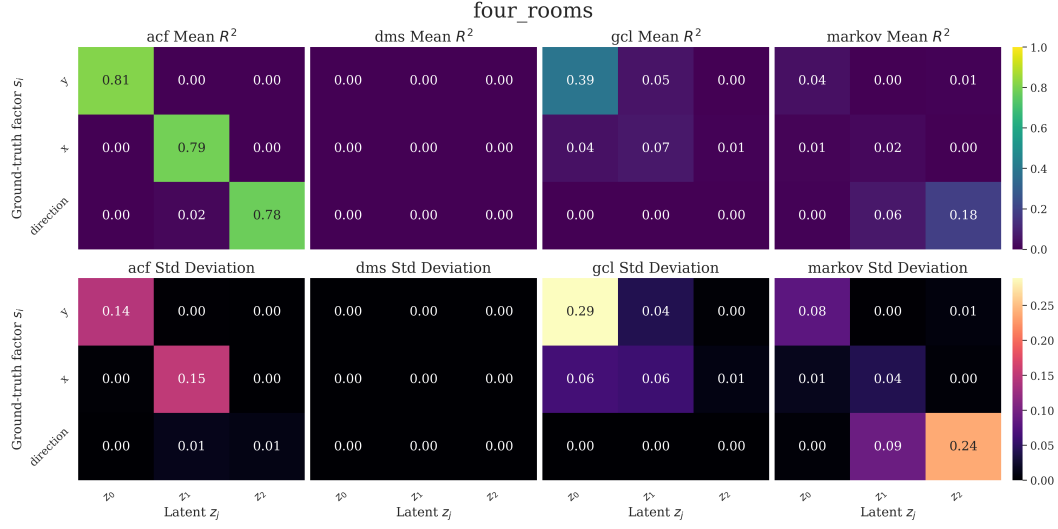 four_rooms
acf Mean R²
dms Mean R²
gcl Mean R²
markov Mean R²
Ground-truth factor sᵢ
y
0.81 0.00 0.00 0.00 0.00 0.00 0.39 0.05 0.00 0.04 0.00 0.01
x
0.00 0.79 0.00 0.00 0.00 0.00 0.04 0.07 0.01 0.01 0.02 0.00
direction
0.00 0.02 0.78 0.00 0.00 0.00 0.00 0.00 0.00 0.00 0.06 0.18
1.0
0.8
0.6
0.4
0.2
0.0
acf Std Deviation
dms Std Deviation
gcl Std Deviation
markov Std Deviation
Ground-truth factor sᵢ
y
0.14 0.00 0.00 0.00 0.00 0.00 0.29 0.04 0.00 0.08 0.00 0.01
x
0.00 0.15 0.00 0.00 0.00 0.00 0.06 0.06 0.01 0.01 0.04 0.00
direction
0.00 0.01 0.01 0.00 0.00 0.00 0.00 0.00 0.00 0.00 0.09 0.24
0.25
0.20
0.15
0.10
0.05
0.00
z₀ z₁ z₂ z₀ z₁ z₂ z₀ z₁ z₂ z₀ z₁ z₂
Latent zⱼ
Latent zⱼ
Latent zⱼ
Latent zⱼ